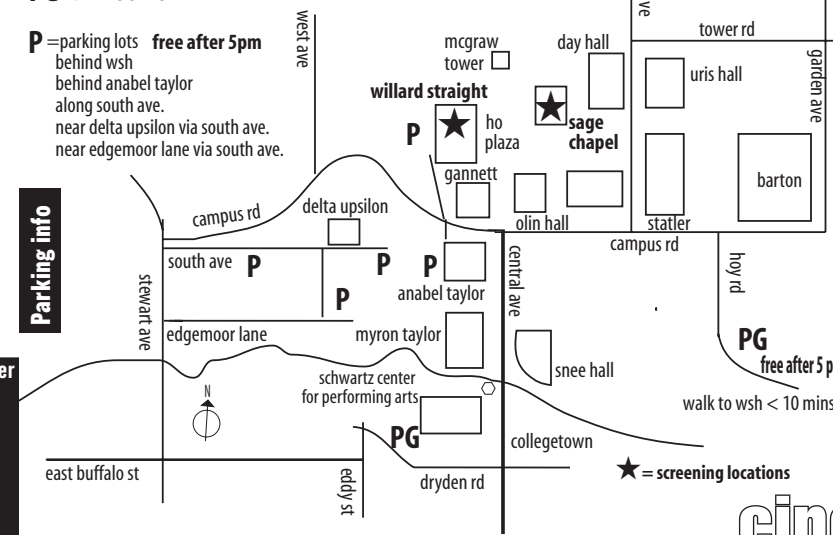 P =parking lots free after 5pm
behind wsh
behind anabel taylor
along south ave.
near delta upsilon via south ave.
near edgemoor lane via south ave.
Parking info
er
west ave
mcgraw
tower
day hall
ve
tower rd
uris hall
garden ave
willard straight
P
ho
plaza
sage
chapel
barton
gannett
olin hall
statler
campus rd
delta upsilon
campus rd
south ave P
P
P
P
anabel taylor
central ave
hoy rd
stewart ave
edgemoor lane
myron taylor
snee hall
PG
free after 5 p
walk to wsh < 10 mins
N
schwartz center
for performing arts
PG
collegetown
east buffalo st
eddy st
dryden rd
★ = screening locations
cin